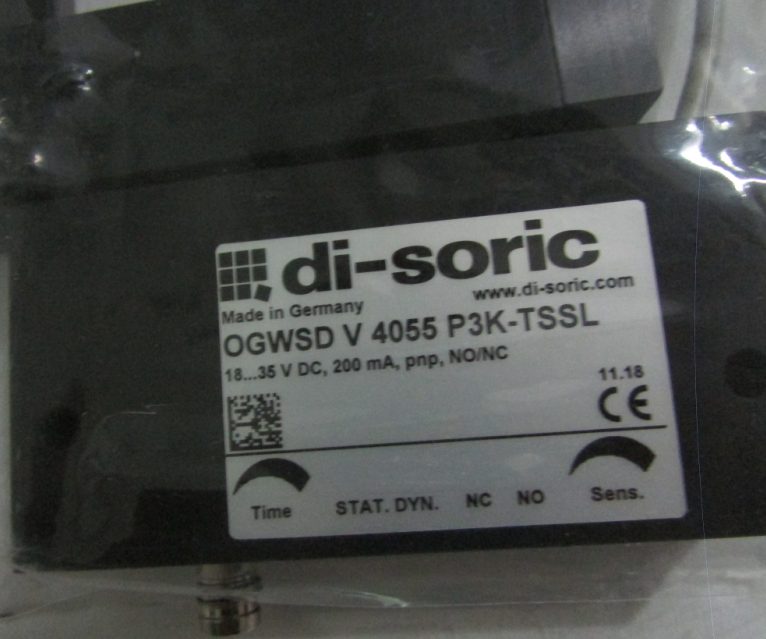 di-soric
www.di-soric.com
Made in Germany
OGWSD V 4055 P3K-TSSL
18...35 V DC, 200 mA, pnp, NO/NC
11.18
CE
Time STAT. DYN. NC NO Sens.